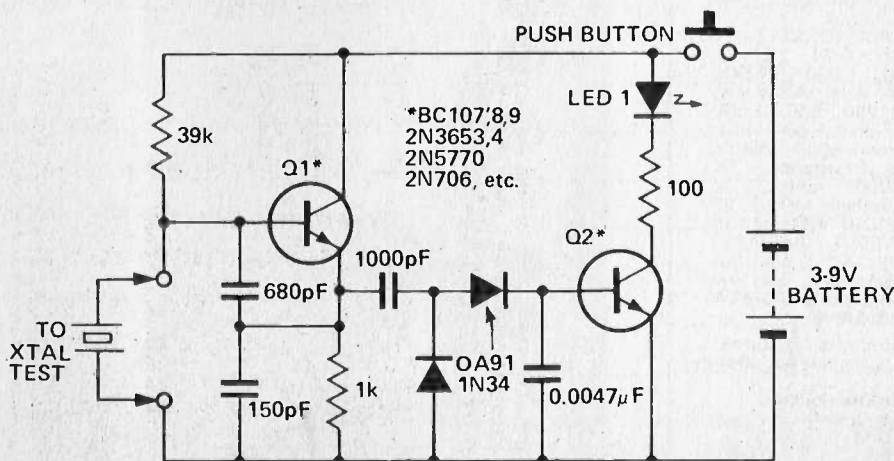 PUSH BUTTON
LED 1
39k
*BC107,8,9
2N3653,4
2N5770
2N706, etc.
Q1*
100
Q2*
1000pF
680pF
3-9V
BATTERY
TO
XTAL
TEST
OA91
1N34
150pF
1k
0.0047µF